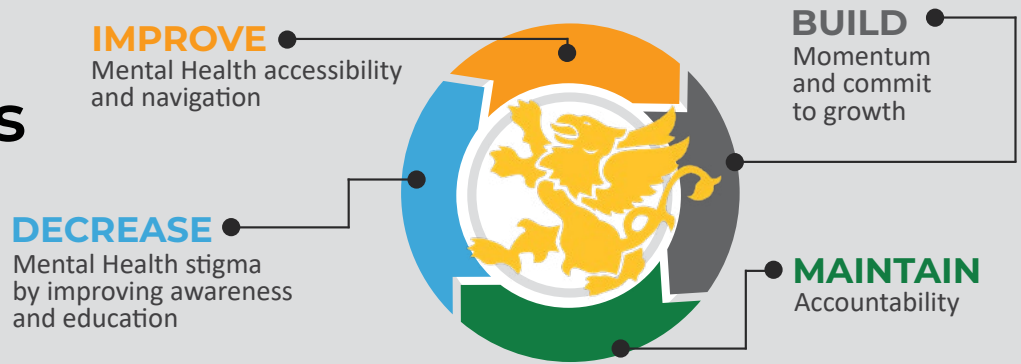 IMPROVE
Mental Health accessibility
and navigation
BUILD
Momentum
and commit
to growth
S
DECREASE
Mental Health stigma
by improving awareness
and education
MAINTAIN
Accountability